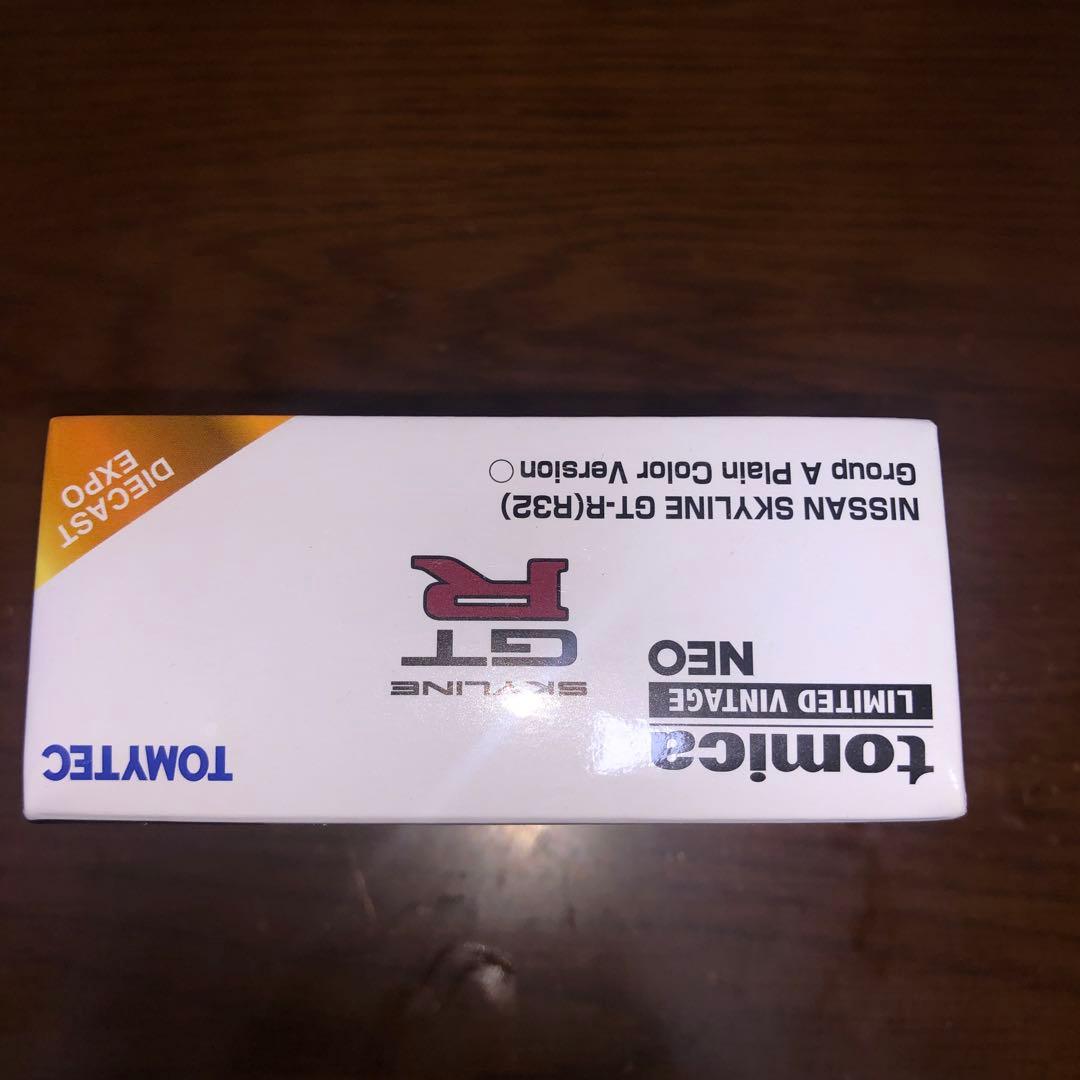 tomica
LIMITED VINTAGE
NEO
TOMYTEC
SKYLINE
GT
R
NISSAN SKYLINE GT-R(R32)
Group A Plain Color Version○
DIECAST
EXPO